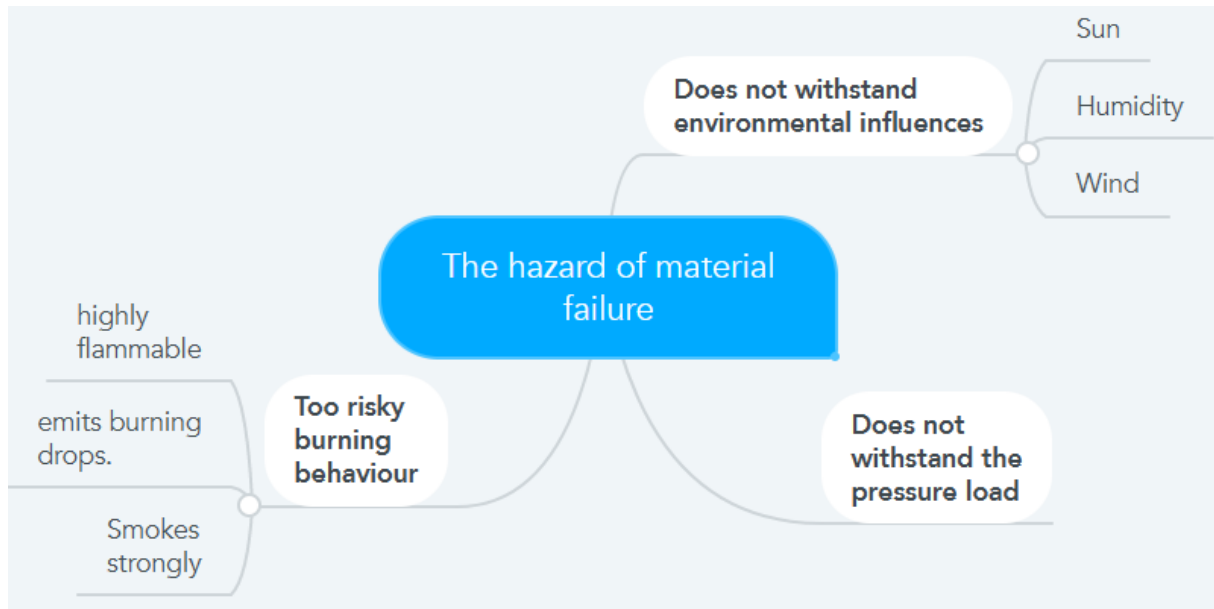 Sun
Does not withstand
environmental influences
Humidity
Wind
The hazard of material
failure
highly
flammable
emits burning
drops.
Smokes
strongly
Too risky
burning
behaviour
Does not
withstand the
pressure load